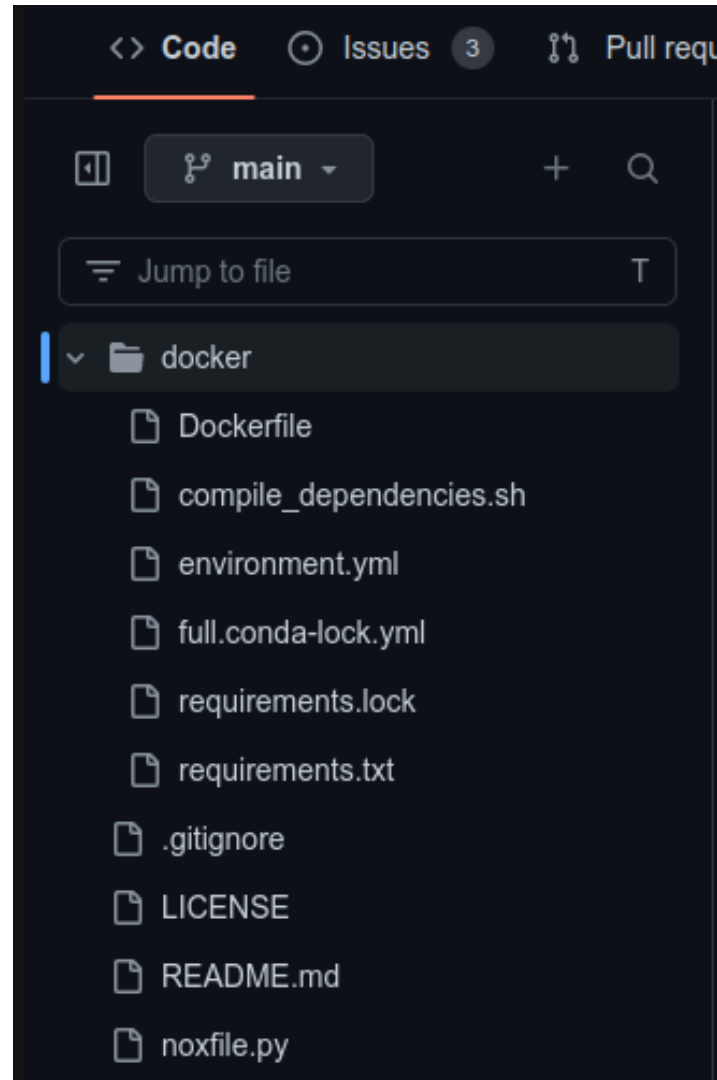 <> Code Issues 3 Pull requ
main
Jump to file T
docker
Dockerfile
compile_dependencies.sh
environment.yml
full.conda-lock.yml
requirements.lock
requirements.txt
.gitignore
LICENSE
README.md
noxfile.py